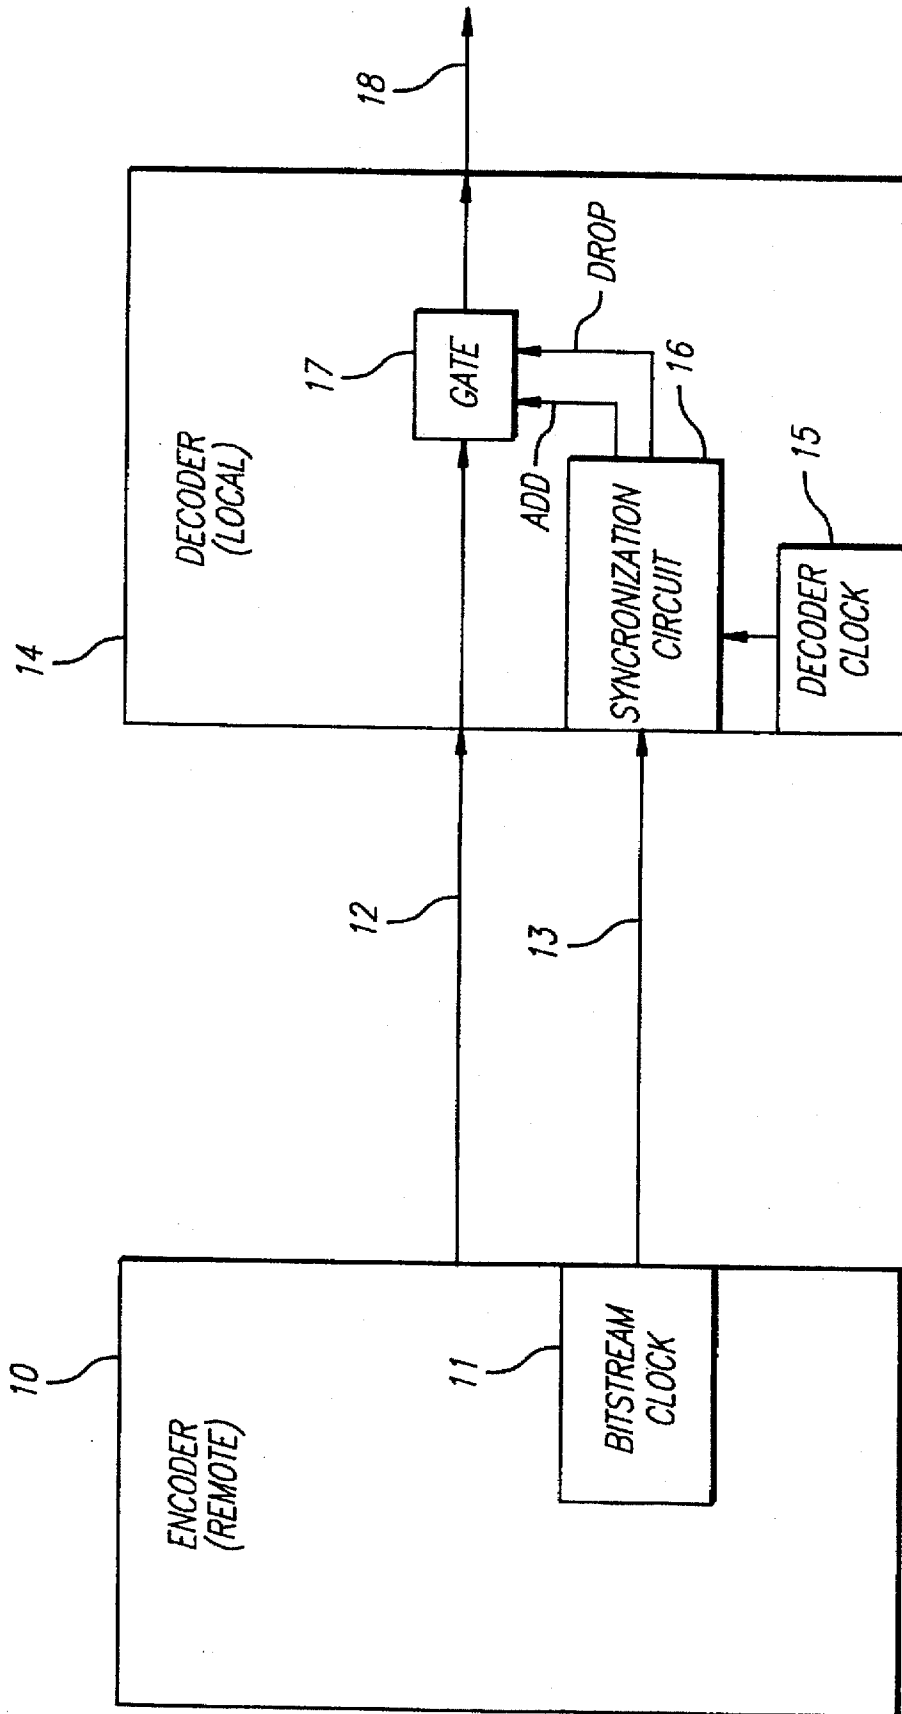 10
ENCODER
(REMOTE)
11
BITSTREAM
CLOCK
12
13
14
DECODER
(LOCAL)
17
GATE
ADD
DROP
SYNCRONIZATION
CIRCUIT
16
DECODER
CLOCK
15
18